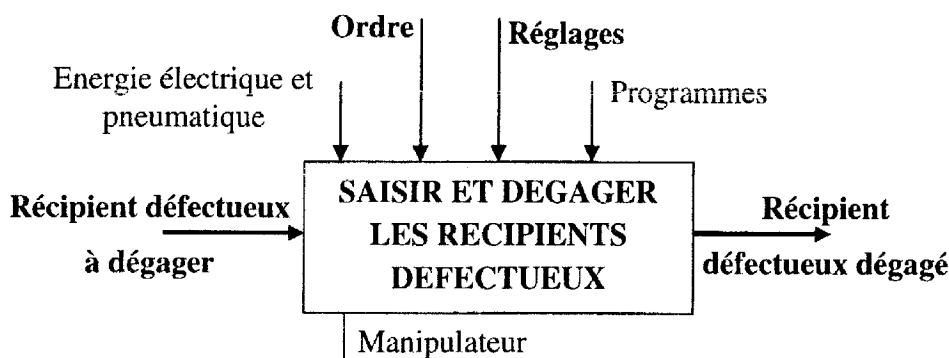 Ordre
Réglages
Energie électrique et
pneumatique
Programmes
SAISIR ET DEGAGER
LES RECIPIENTS
DEFECTUEUX
Récipient défectueux
à dégager
Récipient
défectueux dégagé
Manipulateur